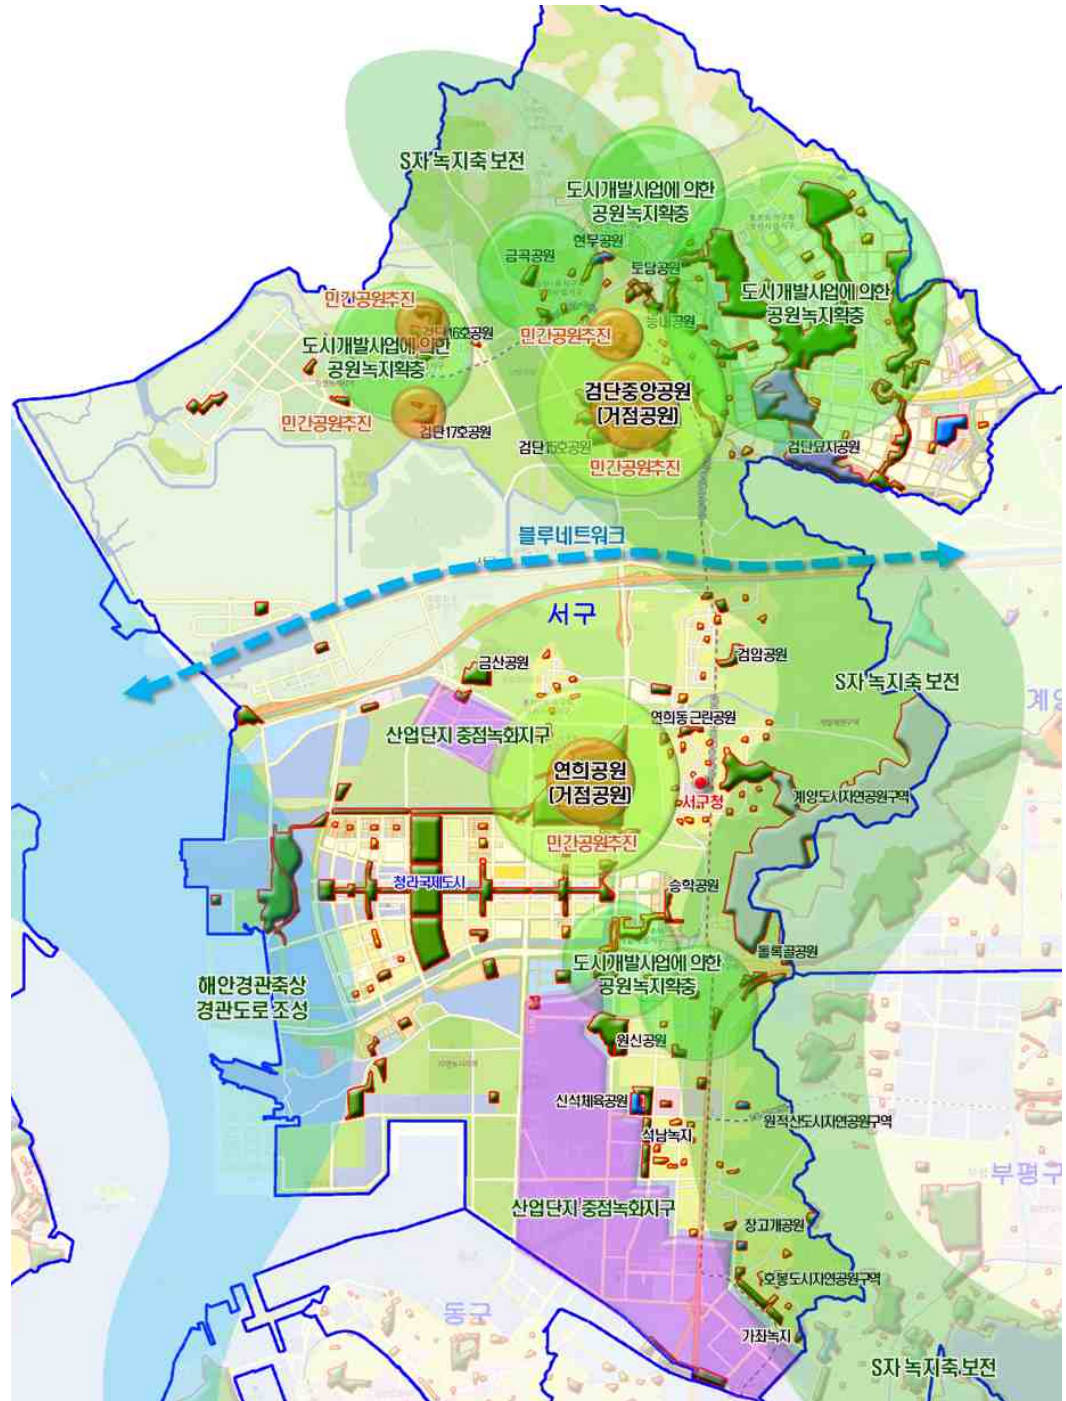 S자 녹지축 보전
도시개발사업에 의한
공원녹지확충
현무공원
금곡공원
토담공원
도시개발사업에 의한
공원녹지확충
민간공원추진
검단16호공원
민간공원추진
능내공원
도시개발사업에 의한
공원녹지확충
검단중앙공원
(거점공원)
민간공원추진
검단17호공원
검단15호공원
검단묘지공원
민간공원추진
블루네트워크
서구
금산공원
검암공원
S자 녹지축 보전
계양
연희동 근린공원
산업단지 중점녹화지구
연희공원
(거점공원)
서구청
계양도시자연공원구역
민간공원추진
청라국제도시
승학공원
돌록골공원
도시개발사업에 의한
공원녹지확충
해안경관축상
경관도로 조성
원신공원
신석체육공원
원적산도시자연공원구역
석남녹지
부평구
산업단지 중점녹화지구
장고개공원
호봉도시자연공원구역
동구
가좌녹지
S자 녹지축 보전